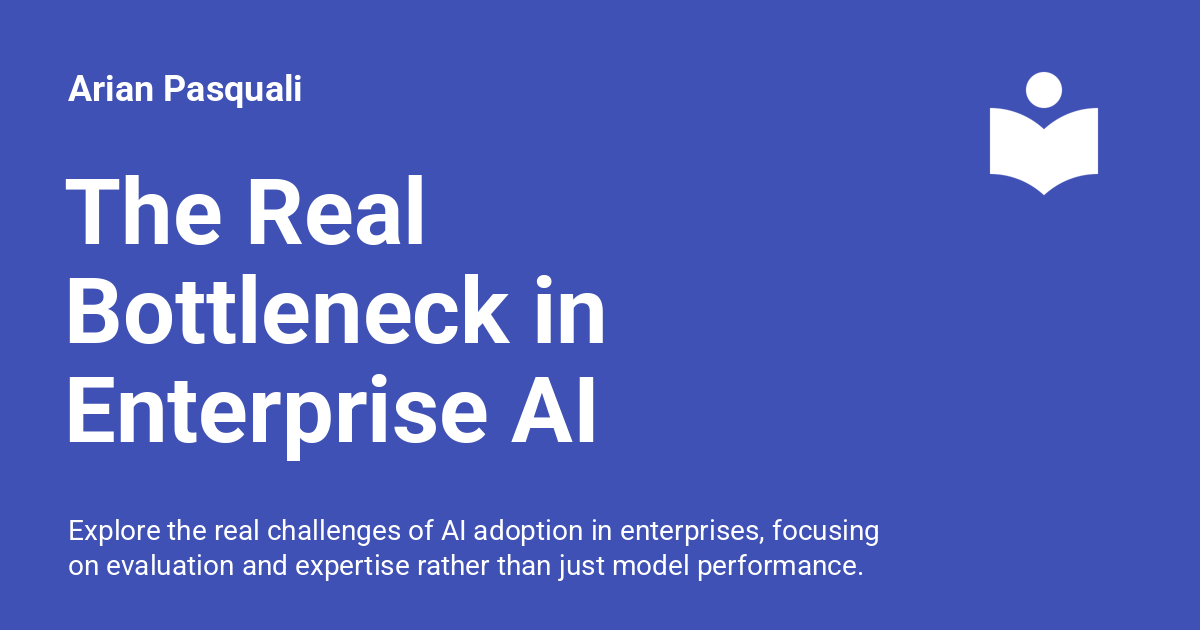 Arian Pasquali
The Real
Bottleneck in
Enterprise AI
Explore the real challenges of AI adoption in enterprises, focusing
on evaluation and expertise rather than just model performance.